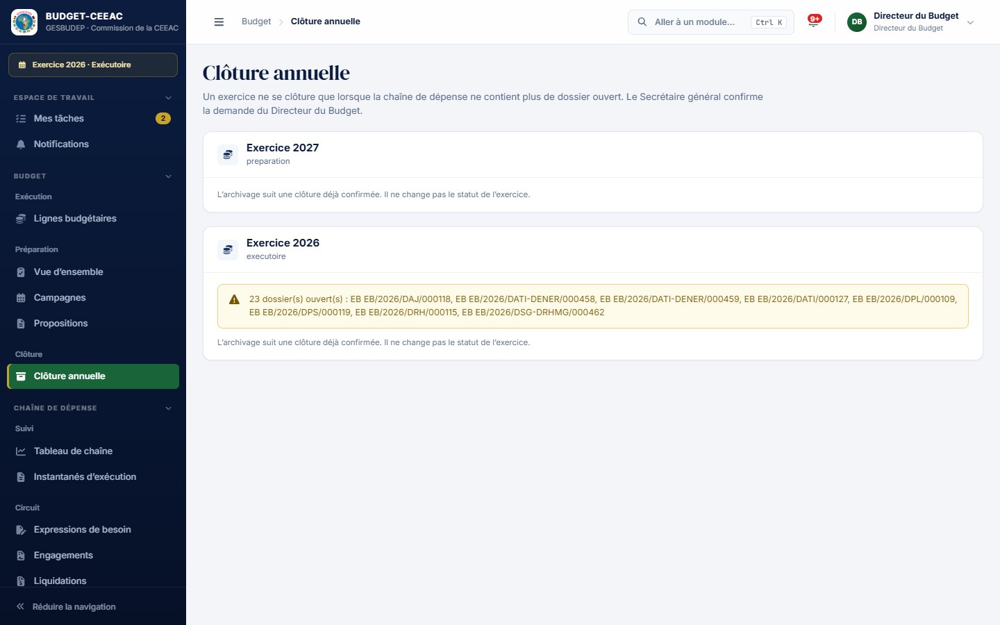 BUDGET-CEEAC
GESBUDEP · Commission de la CEEAC
Exercice 2026 · Exécutoire
ESPACE DE TRAVAIL
Mes tâches
2
Notifications
BUDGET
Exécution
Lignes budgétaires
Préparation
Vue d’ensemble
Campagnes
Propositions
Clôture
Clôture annuelle
CHAÎNE DE DÉPENSE
Suivi
Tableau de chaîne
Instantanés d’exécution
Circuit
Expressions de besoin
Engagements
Liquidations
Réduire la navigation
Budget
Clôture annuelle
Aller à un module...
Ctrl K
9+
DB
Directeur du Budget
Directeur du Budget
Clôture annuelle
Un exercice ne se clôture que lorsque la chaîne de dépense ne contient plus de dossier ouvert. Le Secrétaire général confirme
la demande du Directeur du Budget.
Exercice 2027
preparation
L’archivage suit une clôture déjà confirmée. Il ne change pas le statut de l’exercice.
Exercice 2026
executoire
23 dossier(s) ouvert(s) : EB EB/2026/DAJ/000118, EB EB/2026/DATI-DENER/000458, EB EB/2026/DATI-DENER/000459, EB EB/2026/DATI/000127, EB EB/2026/DPL/000109,
EB EB/2026/DPS/000119, EB EB/2026/DRH/000115, EB EB/2026/DSG-DRHMG/000462
L’archivage suit une clôture déjà confirmée. Il ne change pas le statut de l’exercice.